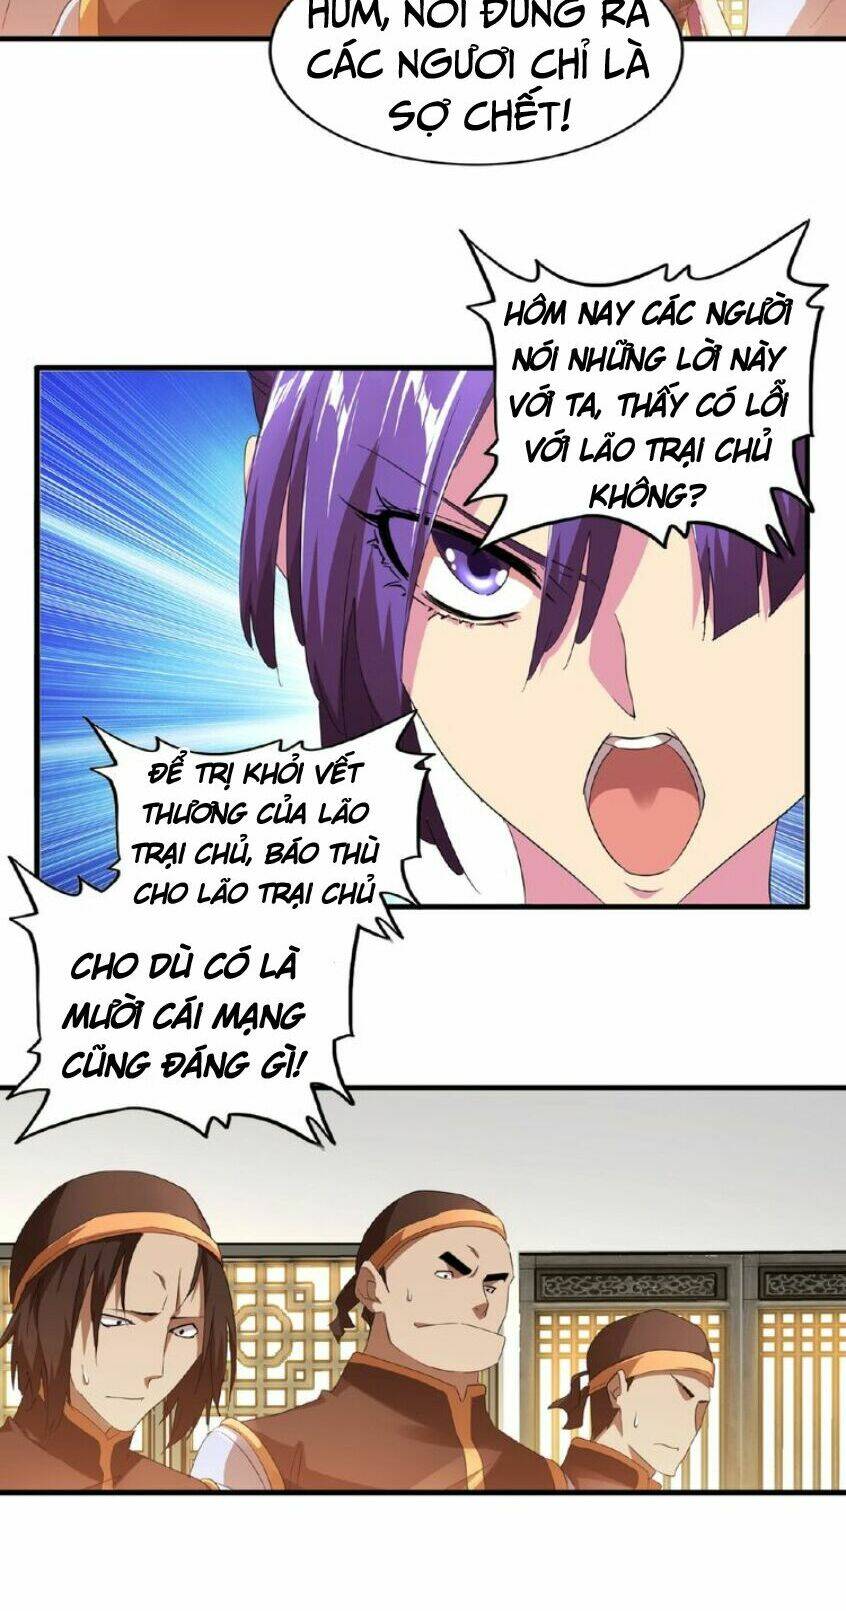 HỪM, NÓI ĐÚNG RA
CÁC NGƯƠI CHỈ LÀ
SỢ CHẾT!
HÔM NAY CÁC NGƯỜI
NÓI NHỮNG LỜI NÀY
VỚI TA, THẤY CÓ LỖI
VỚI LÃO TRẠI CHỦ
KHÔNG?
ĐỂ TRỊ KHỎI VẾT
THƯƠNG CỦA LÃO
TRẠI CHỦ, BÁO THÙ
CHO LÃO TRẠI CHỦ
CHO DÙ CÓ LÀ
MƯỜI CÁI MẠNG
CŨNG ĐÁNG GÌ!